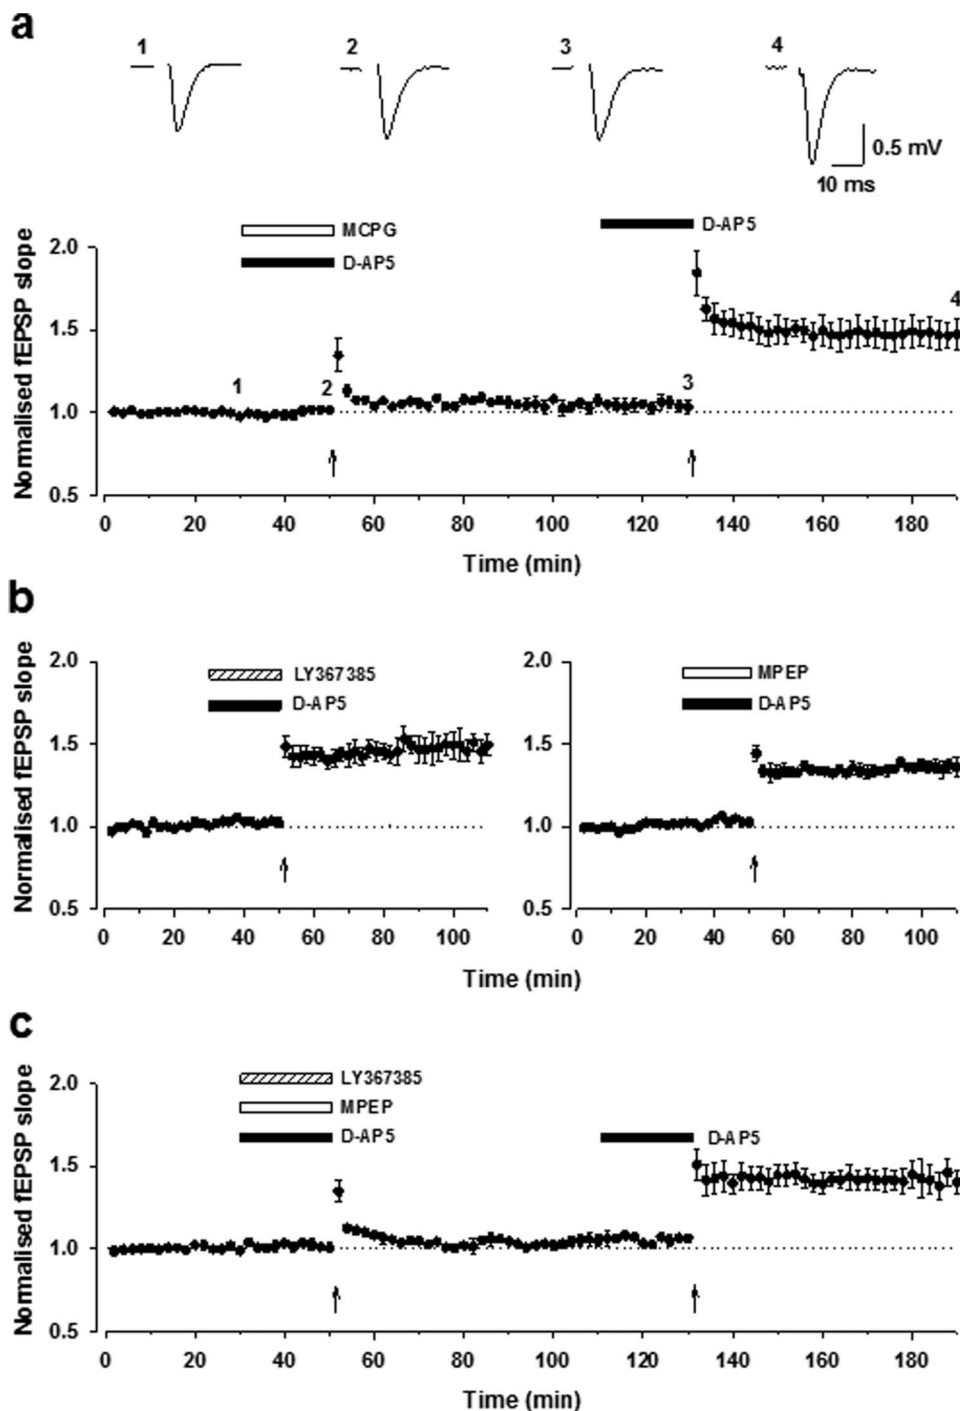 a
1 2 3 4
0.5 mV
10 ms
MCPG D-AP5
D-AP5
Normalised fEPSP slope
2.0
1.5
1.0
0.5
1 2 3 4
0 20 40 60 80 100 120 140 160 180
Time (min)
b
Normalised fEPSP slope
2.0
1.5
1.0
0.5
LY367385
D-AP5
0 20 40 60 80 100
Time (min)
2.0
1.5
1.0
0.5
MPEP
D-AP5
0 20 40 60 80 100
Time (min)
c
Normalised fEPSP slope
2.0
1.5
1.0
0.5
LY367385
MPEP
D-AP5 D-AP5
0 20 40 60 80 100 120 140 160 180
Time (min)